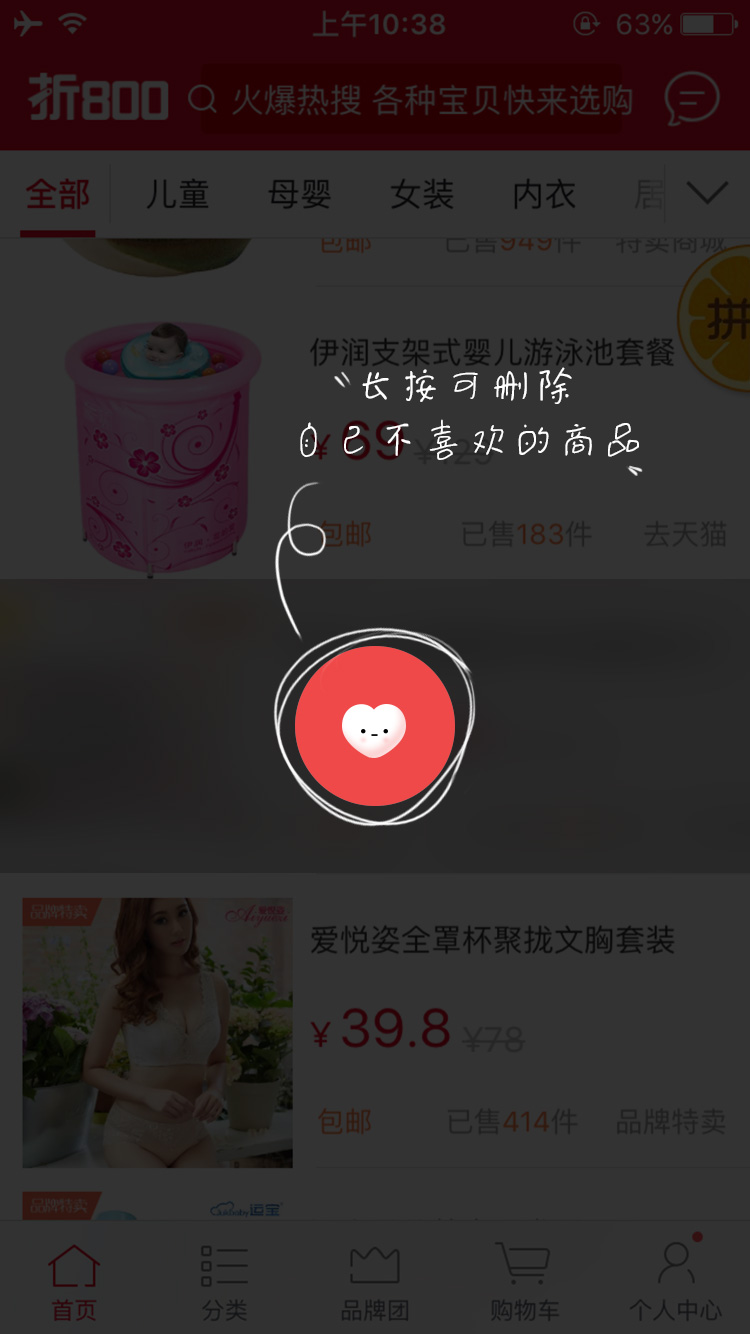 上午10:38
63%
折800
火爆热搜 各种宝贝快来选购
全部 儿童 母婴 女装 内衣 居
包邮 已售949件 特卖商城
拼
伊润支架式婴儿游泳池套餐
长按可删除
自己不喜欢的商品
¥69
包邮 已售183件 去天猫
品牌特卖
爱悦姿
爱悦姿全罩杯聚拢文胸套装
¥39.8 ¥78
包邮 已售414件 品牌特卖
品牌特卖
运宝
首页 分类 品牌团 购物车 个人中心